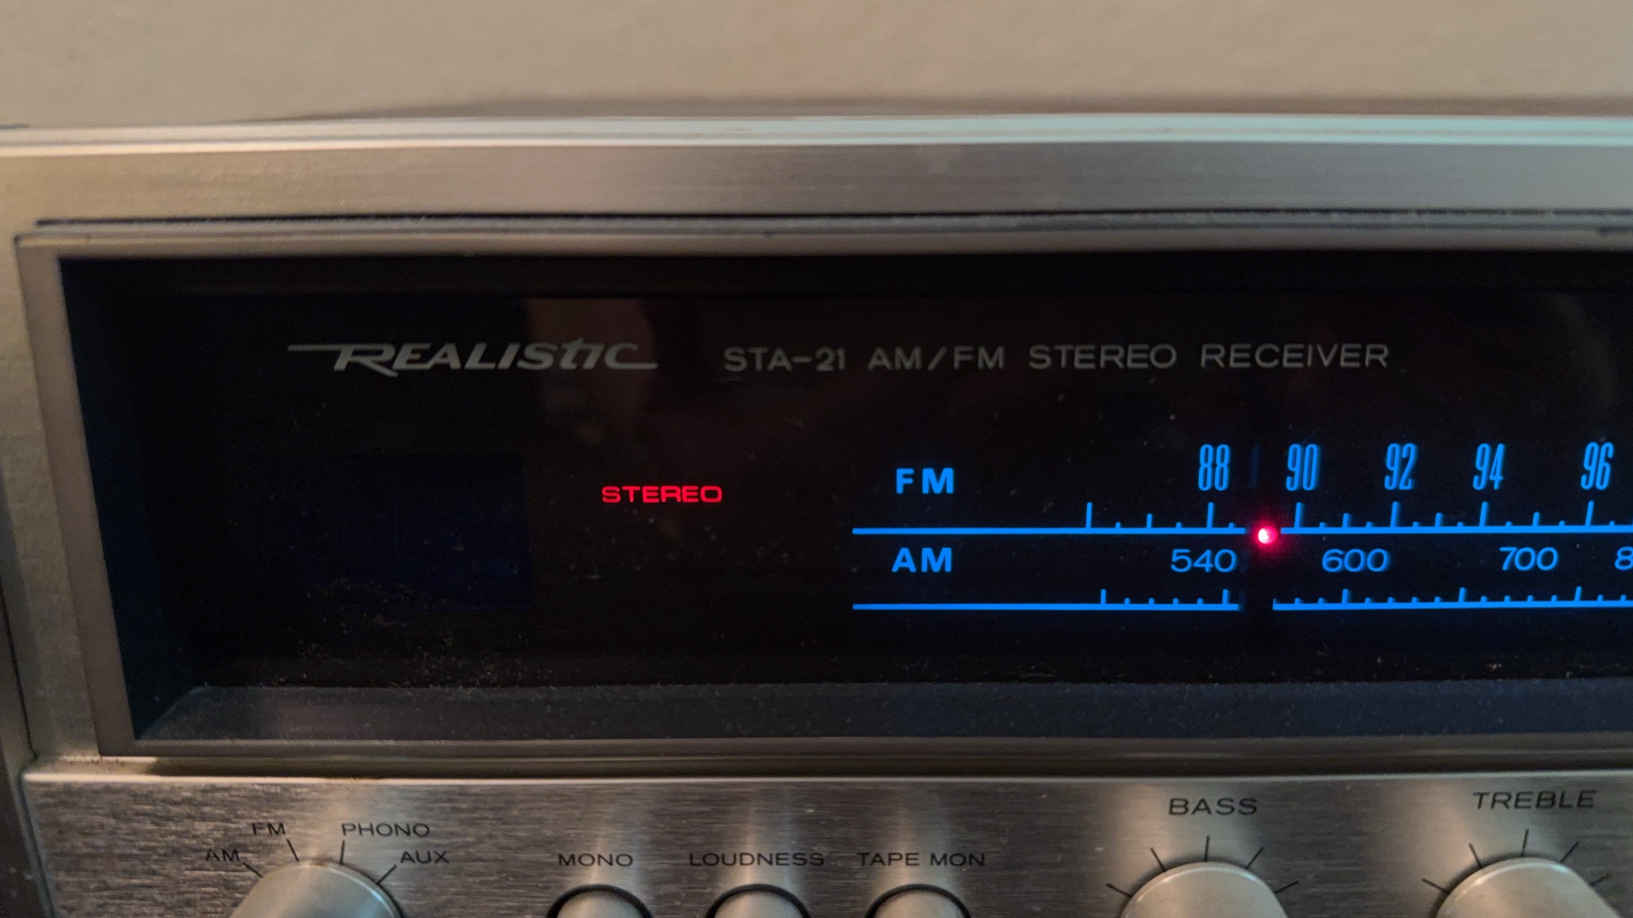 REALISTIC STA-21 AM/FM STEREO RECEIVER
STEREO
FM 88 90 92 94 96
AM 540 600 700 8
BASS TREBLE
FM PHONO
AM AUX MONO LOUDNESS TAPE MON